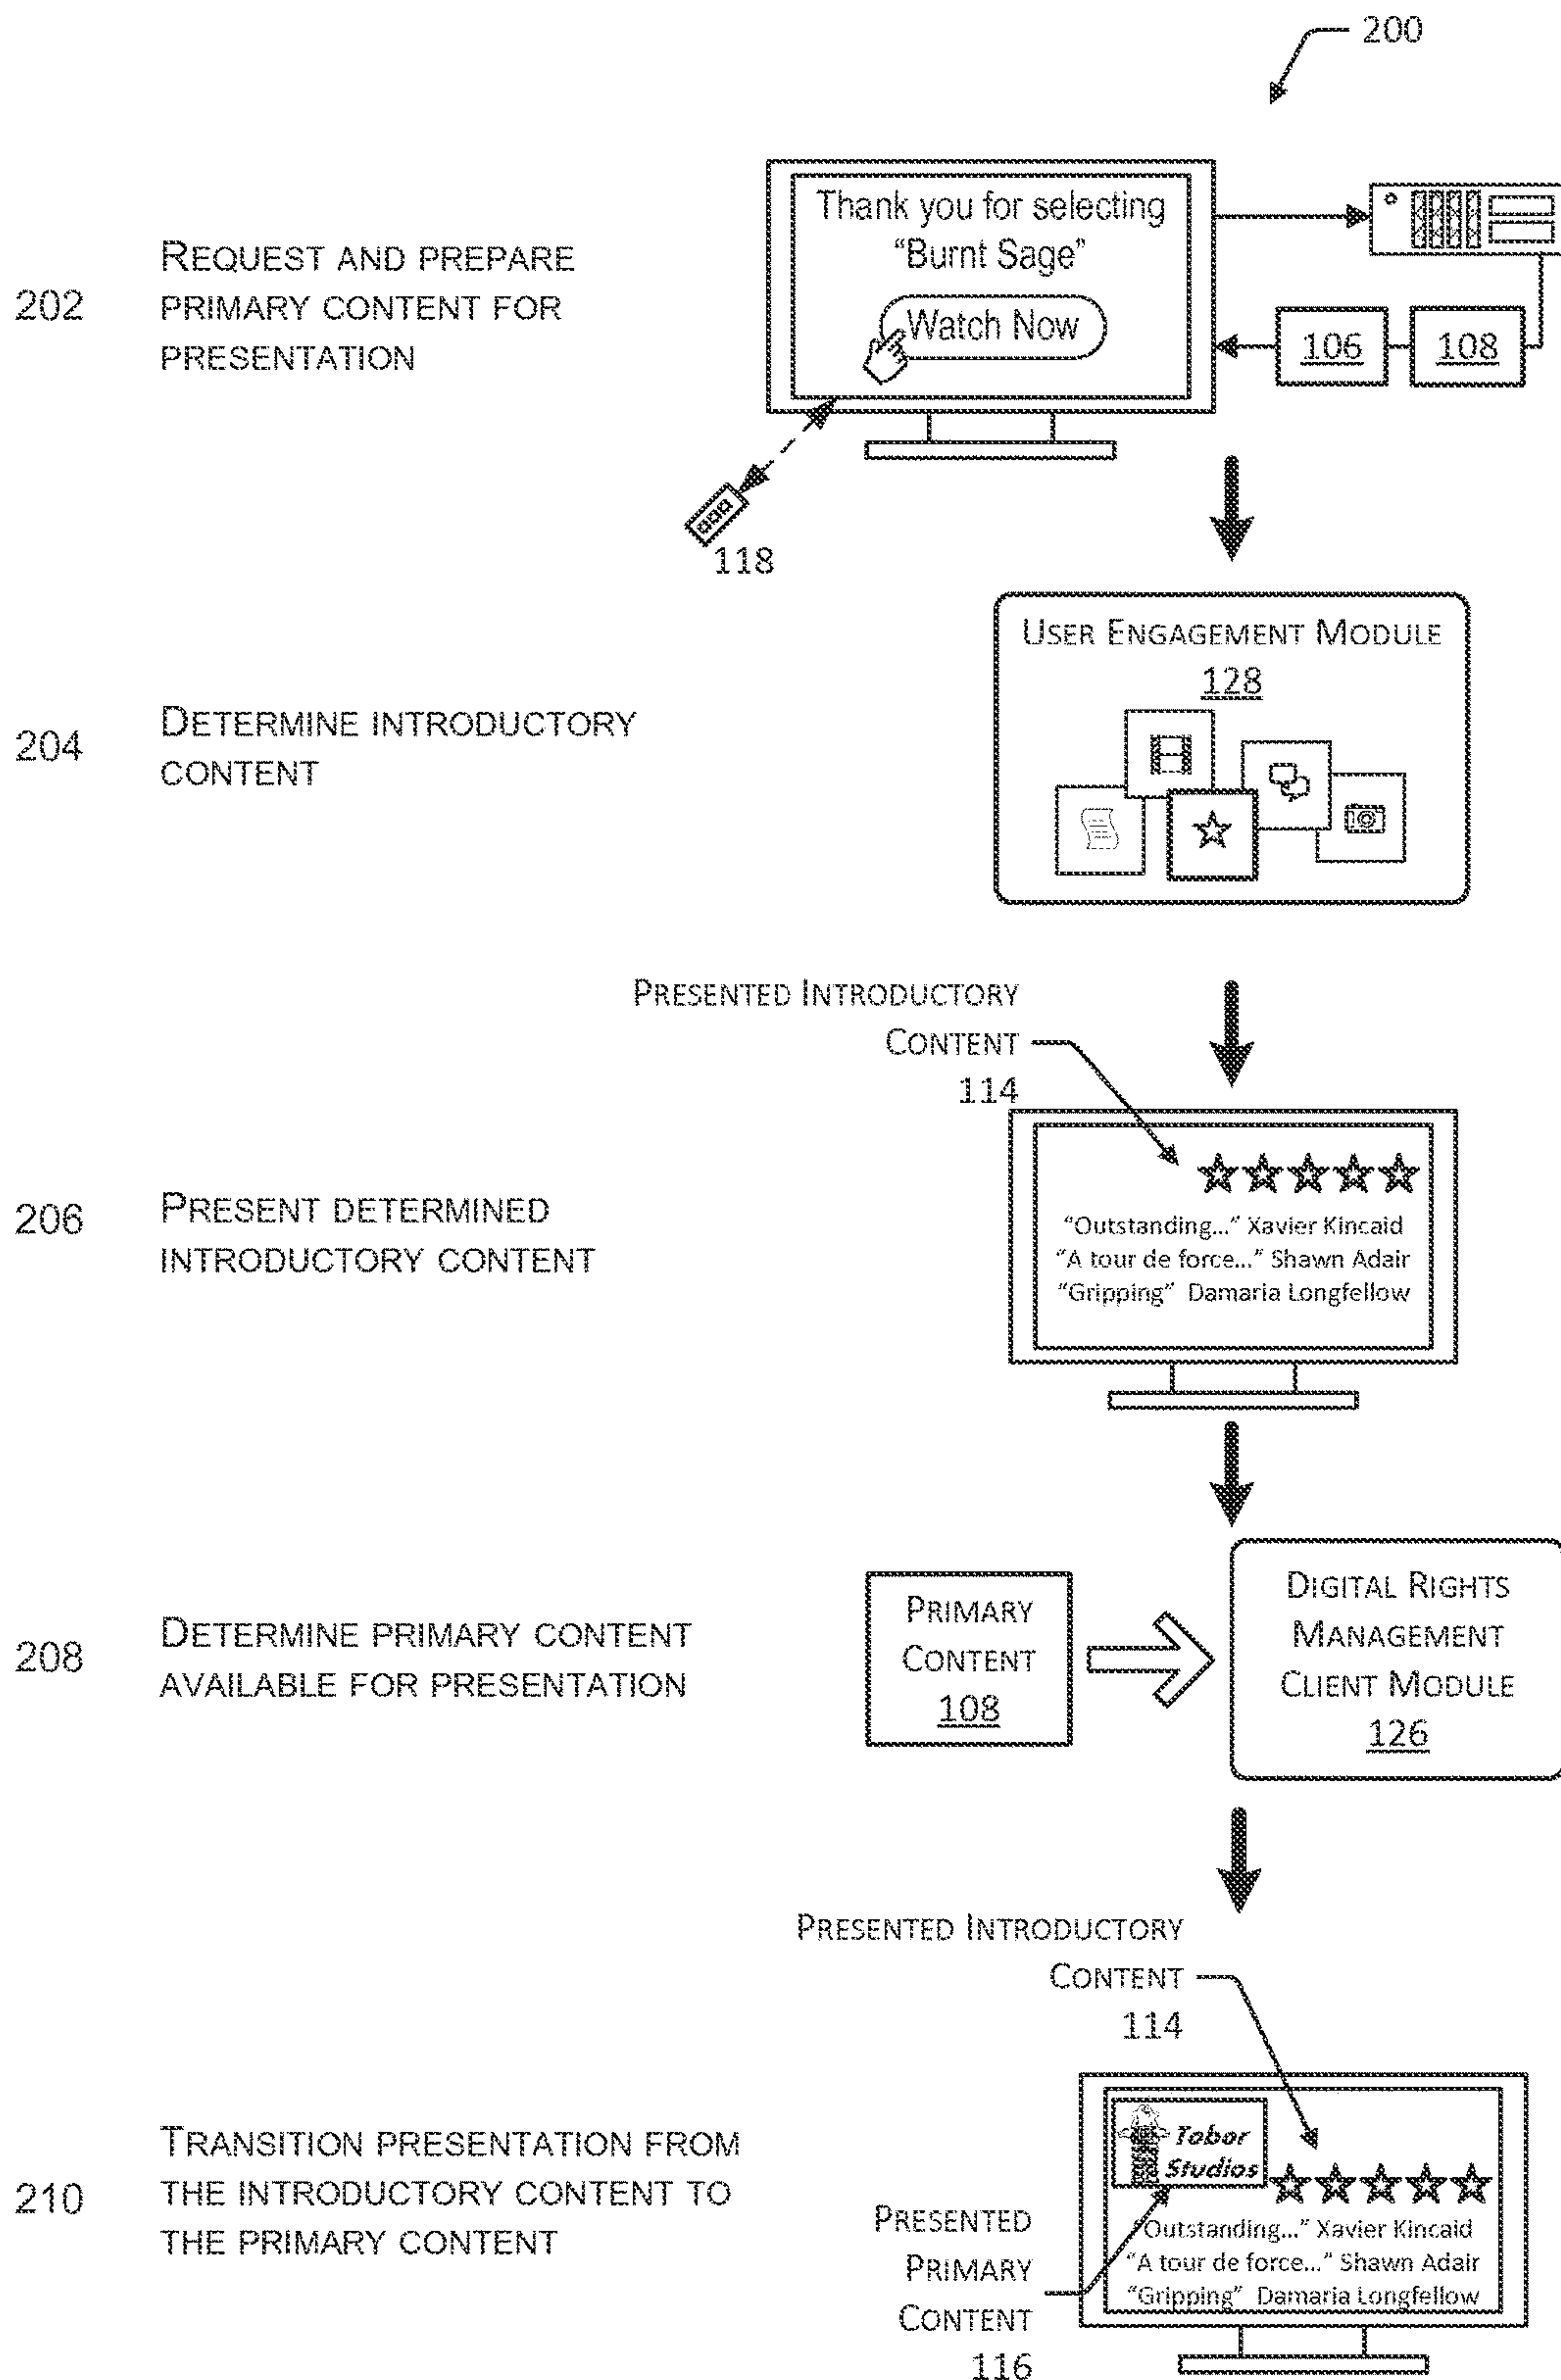 200
202
REQUEST AND PREPARE
PRIMARY CONTENT FOR
PRESENTATION
Thank you for selecting
“Burnt Sage”
Watch Now
106
108
118
204
DETERMINE INTRODUCTORY
CONTENT
USER ENGAGEMENT MODULE
128
PRESENTED INTRODUCTORY
CONTENT
114
206
PRESENT DETERMINED
INTRODUCTORY CONTENT
“Outstanding...” Xavier Kincaid
“A tour de force...” Shawn Adair
“Gripping” Damaria Longfellow
208
DETERMINE PRIMARY CONTENT
AVAILABLE FOR PRESENTATION
PRIMARY
CONTENT
108
DIGITAL RIGHTS
MANAGEMENT
CLIENT MODULE
126
PRESENTED INTRODUCTORY
CONTENT
114
210
TRANSITION PRESENTATION FROM
THE INTRODUCTORY CONTENT TO
THE PRIMARY CONTENT
Tabor
Studios
“Outstanding...” Xavier Kincaid
“A tour de force...” Shawn Adair
“Gripping” Damaria Longfellow
PRESENTED
PRIMARY
CONTENT
116